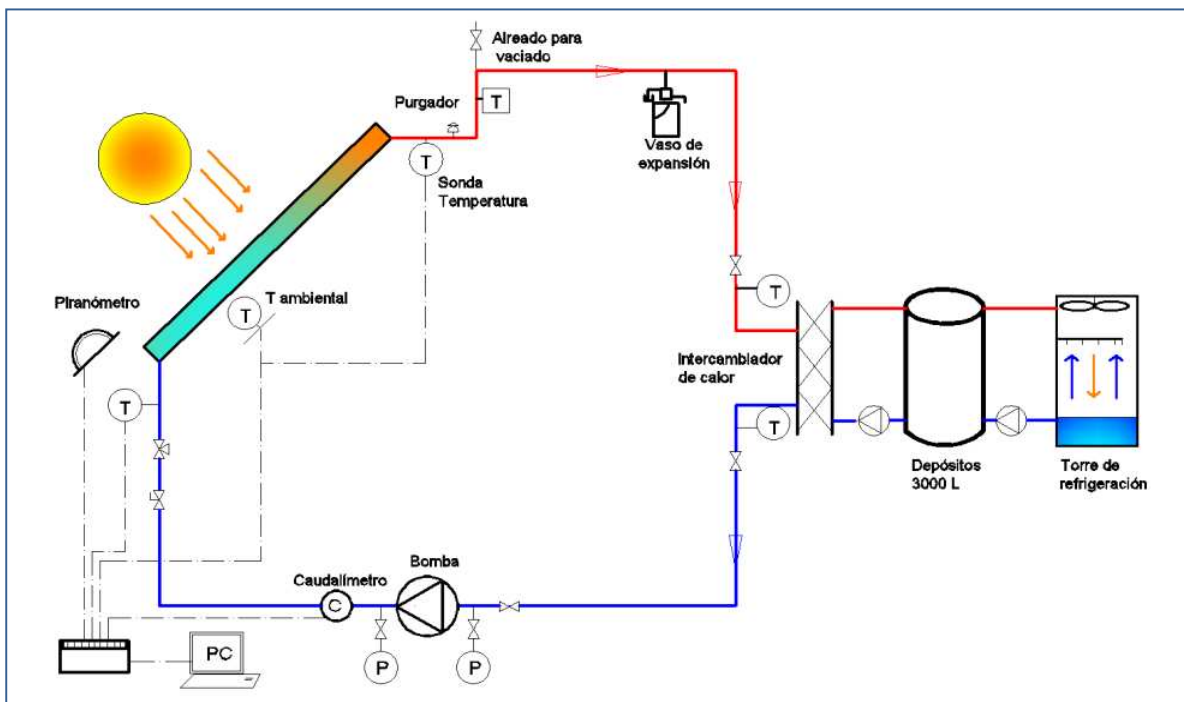 Aireado para
vaciado
Purgador
T
Vaso de
expansión
T
Sonda
Temperatura
Piranómetro
T ambiental
T
T
Intercambiador
de calor
T
T
Depósitos
3000 L
Torre de
refrigeración
Bomba
Caudalímetro
C
PC
P
P